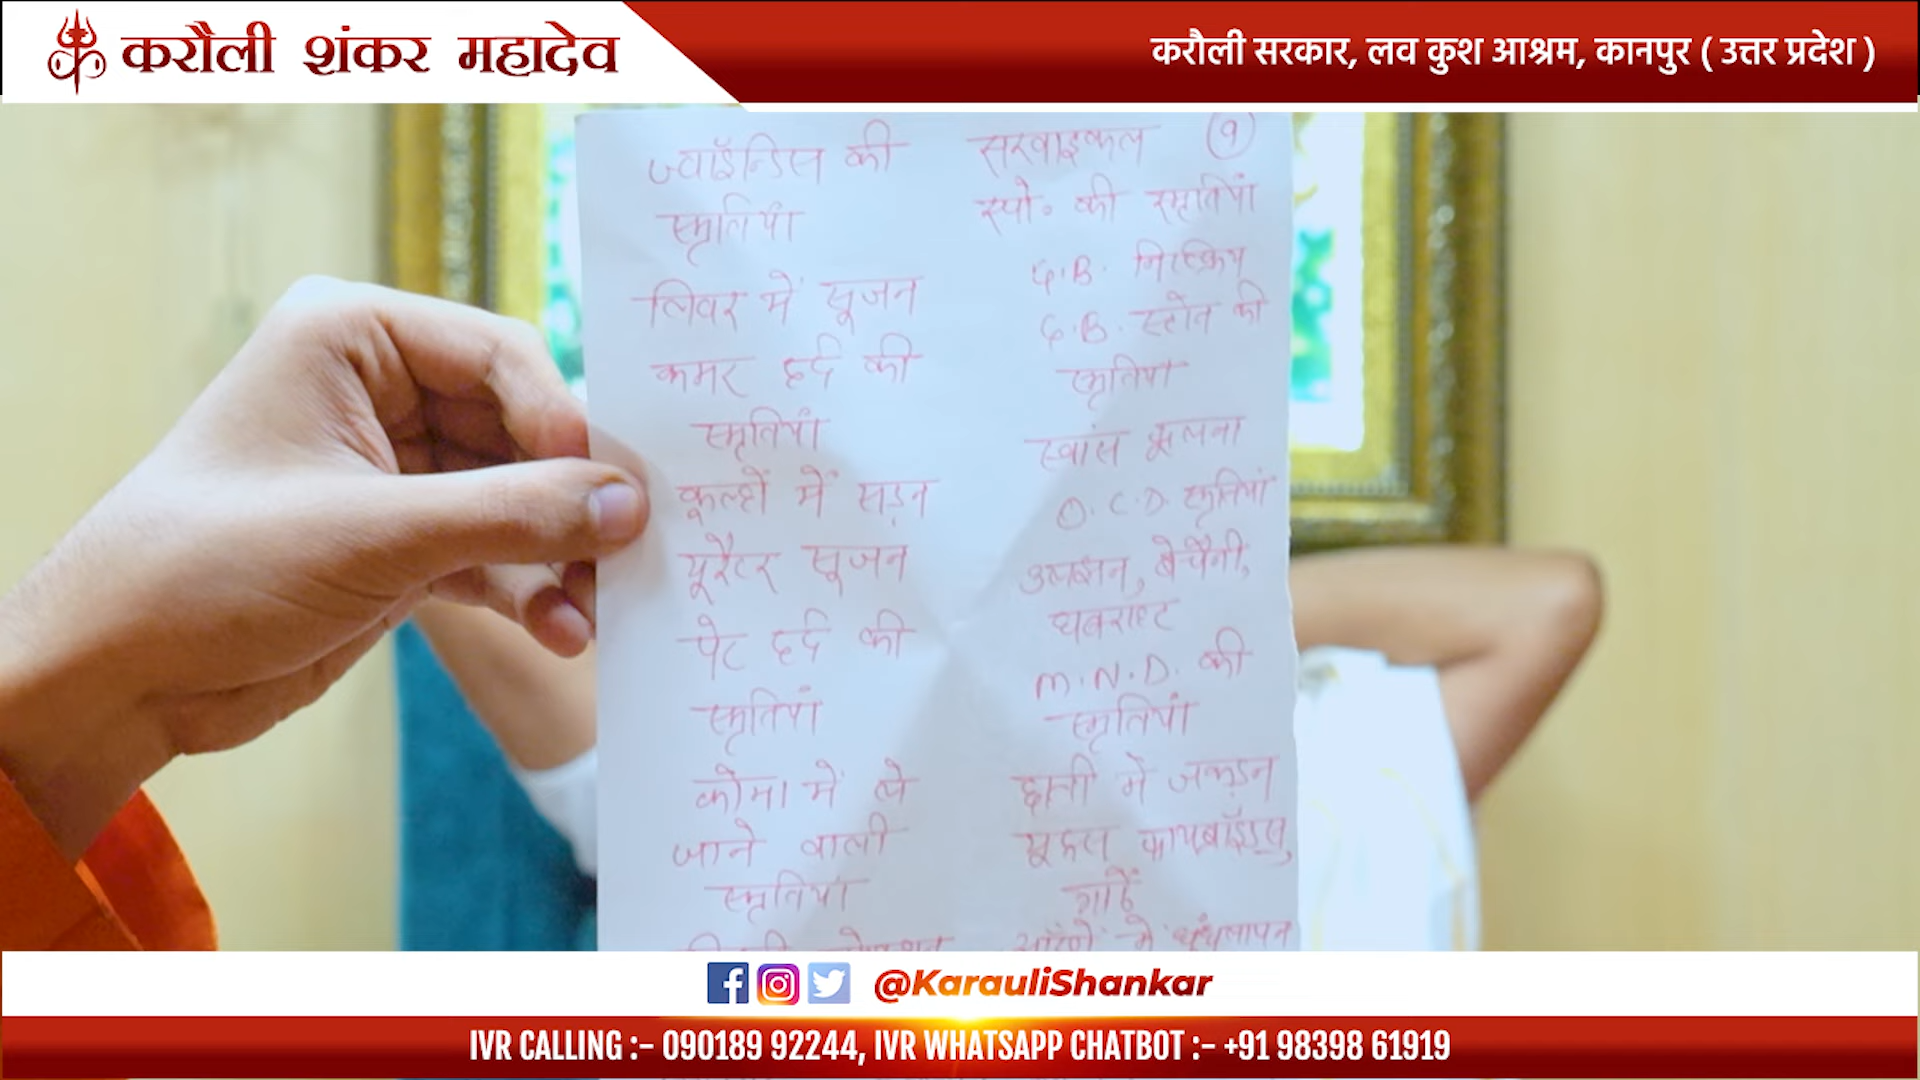 करौली शंकर महादेव
करौली सरकार, लव कुश आश्रम, कानपुर ( उत्तर प्रदेश )
ज्वॉइन्डिस की
स्मृतियां
लिवर में सूजन
कमर दर्द की
स्मृतियां
कूल्हों में सड़न
यूरेटर सूजन
पेट दर्द की
स्मृतियां
कोमा में ले
जाने वाली
स्मृतियां
सरवाइकल
१
स्पो० की स्मृतियां
G.B. निष्क्रिय
G.B. स्टोन की
स्मृतियां
स्वांस फूलना
O.C.D. स्मृतियां
उलझन, बेचैनी,
घबराहट
M.N.D. की
स्मृतियां
छाती में जकड़न
गाठें
में धुंधलापन
@KarauliShankar
IVR CALLING :- 090189 92244, IVR WHATSAPP CHATBOT :- +91 98398 61919